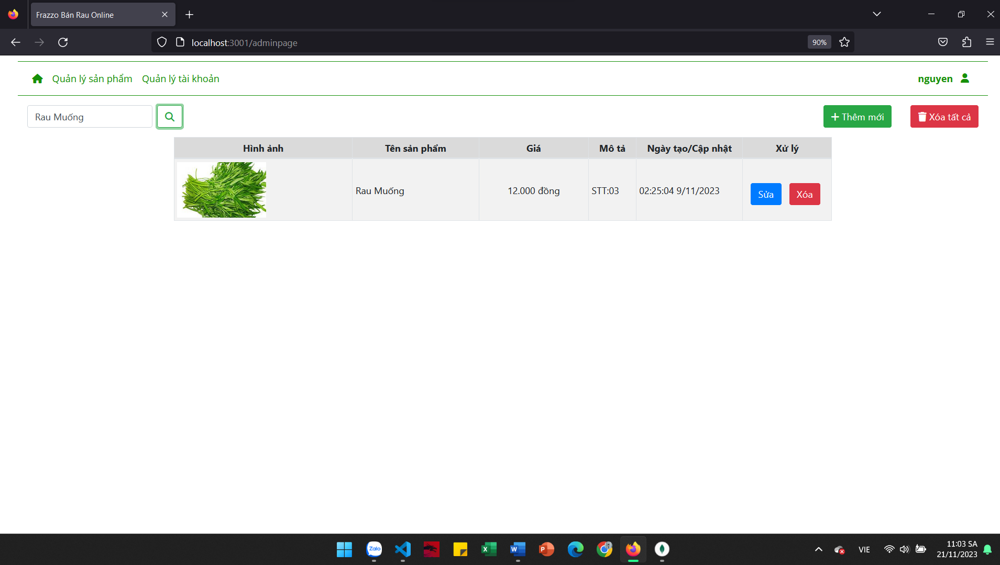 Frazzo Bán Rau Online
localhost:3001/adminpage
90%
Quản lý sản phẩm
Quản lý tài khoản
nguyen
Rau Muống
Thêm mới
Xóa tất cả
Hình ảnh
Tên sản phẩm
Giá
Mô tả
Ngày tạo/Cập nhật
Xử lý
Rau Muống
12.000 đồng
STT:03
02:25:04 9/11/2023
Sửa
Xóa
Zalo
VIE
11:03 SA
21/11/2023